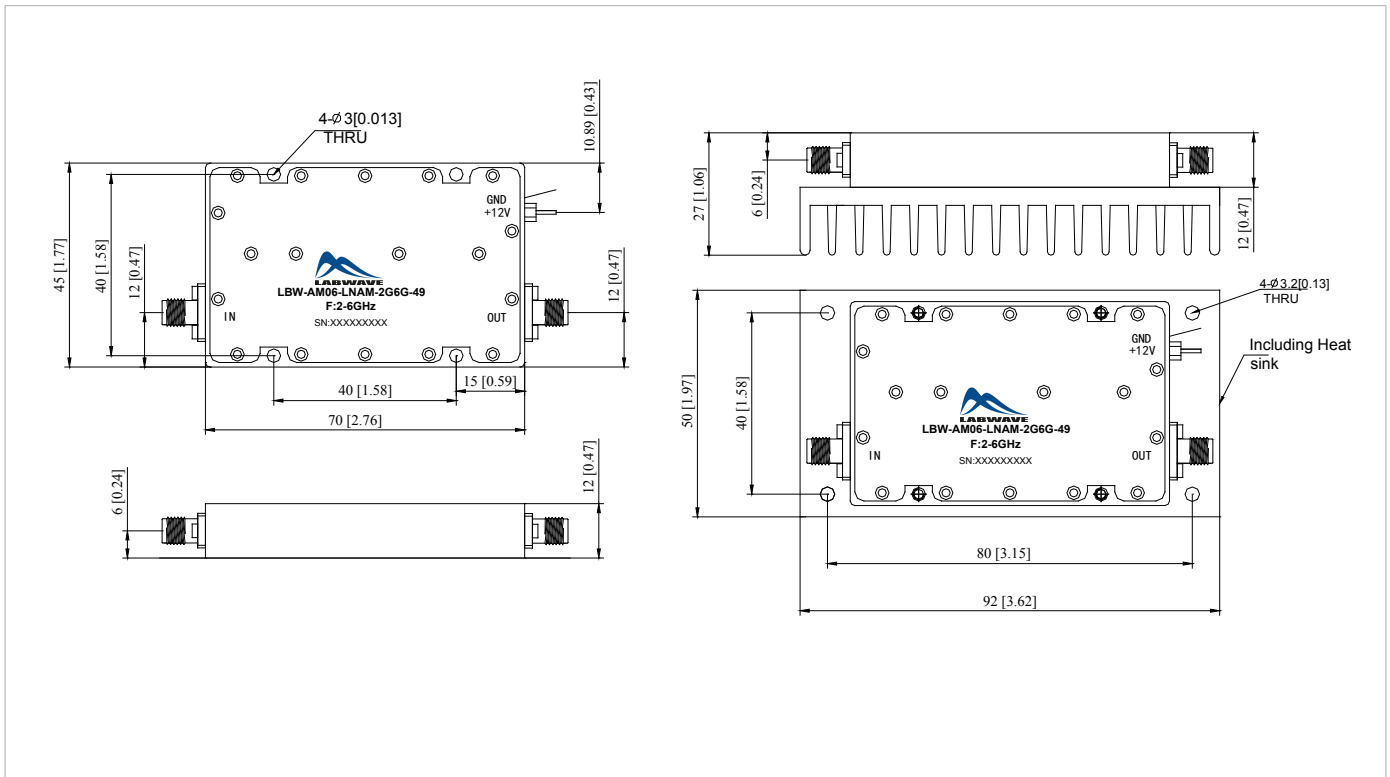 4-Ø 3[0.013]
THRU
10.89 [0.43]
45 [1.77]
40 [1.58]
12 [0.47]
GND
+12V
LABWAVE
LBW-AM06-LNAM-2G6G-49
F:2-6GHz
SN:XXXXXXXXX
IN
OUT
12 [0.47]
40 [1.58]
15 [0.59]
70 [2.76]
6 [0.24]
12 [0.47]
27 [1.06]
6 [0.24]
12 [0.47]
4-Ø3.2[0.13]
THRU
Including Heat
sink
50 [1.97]
40 [1.58]
GND
+12V
LABWAVE
LBW-AM06-LNAM-2G6G-49
F:2-6GHz
SN:XXXXXXXXX
IN
OUT
80 [3.15]
92 [3.62]